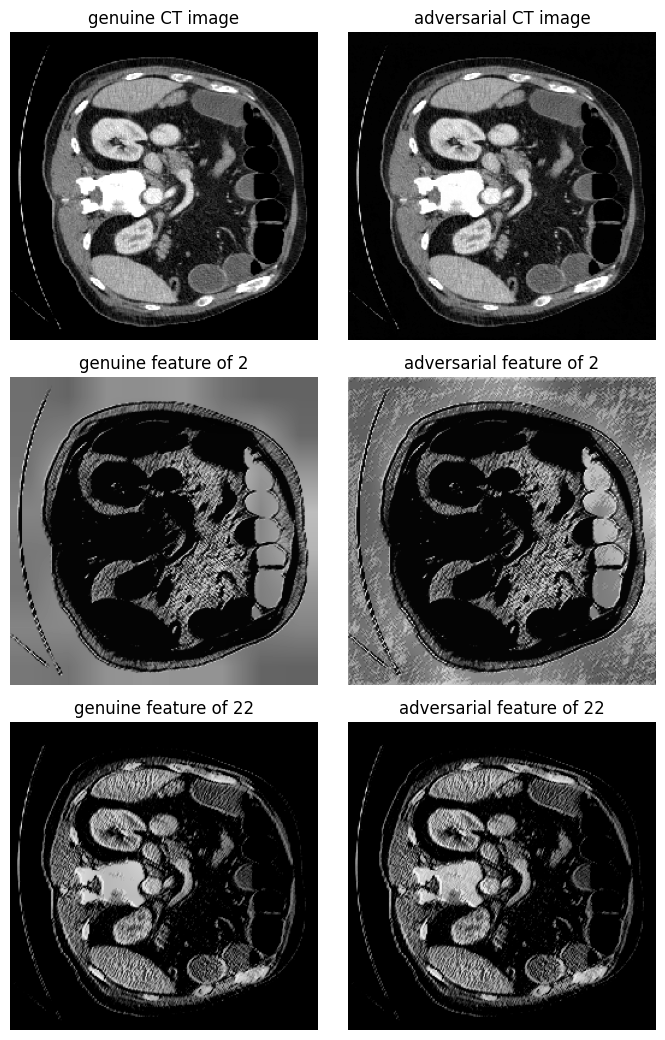 genuine CT image
adversarial CT image
genuine feature of 2
adversarial feature of 2
genuine feature of 22
adversarial feature of 22